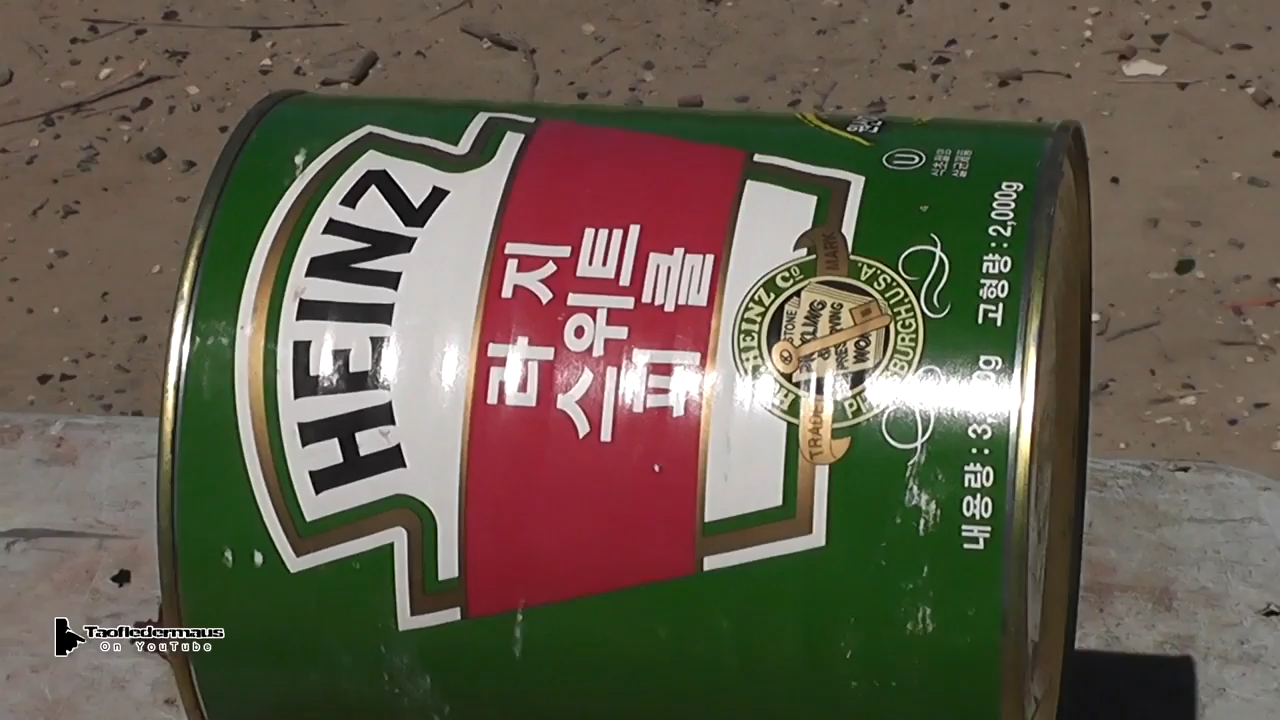 HEINZ
라지
스위트
피클
HEINZ Co
PITTSBURGH, U.S.A.
TRADE MARK
고형량 : 2,000g
내용량 : 3,
Taofledermaus
On YouTube